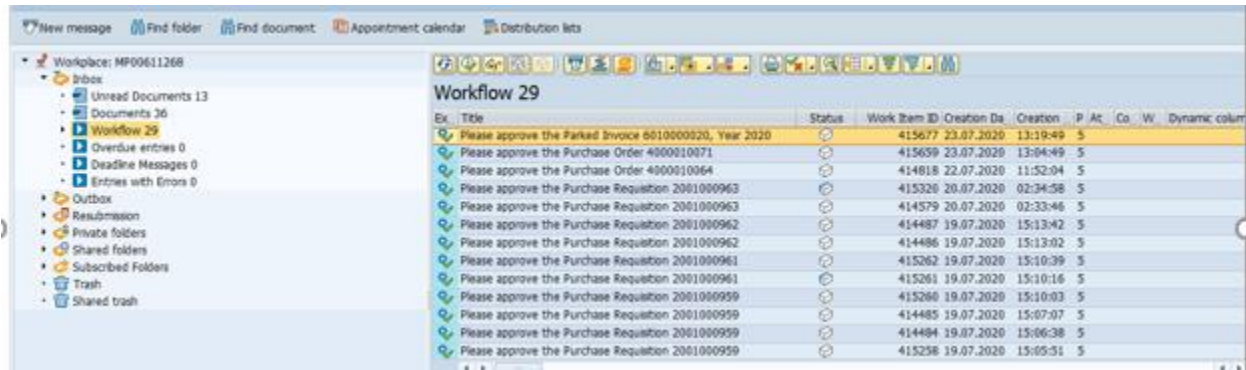 New message Find folder Find document Appointment calendar Distribution lists
Workplace: MP00611268
Inbox
Unread Documents 13
Documents 36
Workflow 29
Overdue entries 0
Deadline Messages 0
Entries with Errors 0
Outbox
Resubmission
Private folders
Shared folders
Subscribed Folders
Trash
Shared trash
Workflow 29
Ex. Title Status Work Item ID Creation Da Creation P At Co W Dynamic colum
Please approve the Parked Invoice 6010000020, Year 2020 415677 23.07.2020 13:19:49 5
Please approve the Purchase Order 4000010071 415659 23.07.2020 13:04:49 5
Please approve the Purchase Order 4000010064 414818 22.07.2020 11:52:04 5
Please approve the Purchase Requisition 2001000963 415326 20.07.2020 02:34:58 5
Please approve the Purchase Requisition 2001000963 414579 20.07.2020 02:33:46 5
Please approve the Purchase Requisition 2001000962 414487 19.07.2020 15:13:42 5
Please approve the Purchase Requisition 2001000962 414486 19.07.2020 15:13:02 5
Please approve the Purchase Requisition 2001000961 415262 19.07.2020 15:10:39 5
Please approve the Purchase Requisition 2001000961 415261 19.07.2020 15:10:16 5
Please approve the Purchase Requisition 2001000959 415260 19.07.2020 15:10:03 5
Please approve the Purchase Requisition 2001000959 414485 19.07.2020 15:07:07 5
Please approve the Purchase Requisition 2001000959 414484 19.07.2020 15:06:38 5
Please approve the Purchase Requisition 2001000959 415258 19.07.2020 15:05:51 5